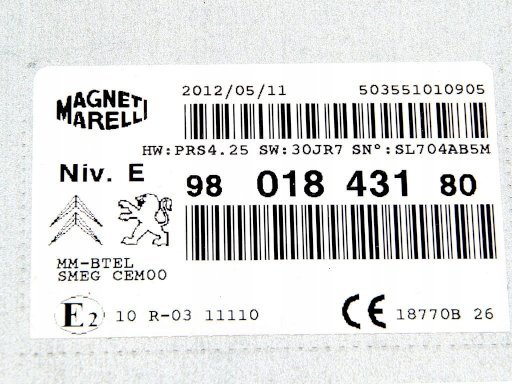 MAGNETI
MARELLI
2012/05/11 503551010905
HW:PRS4.25 SW:30JR7 SN°:SL704AB5M
Niv. E
98 018 431 80
MM-BTEL
SMEG CEM00
E2 10 R-03 11110
CE 18770B 26